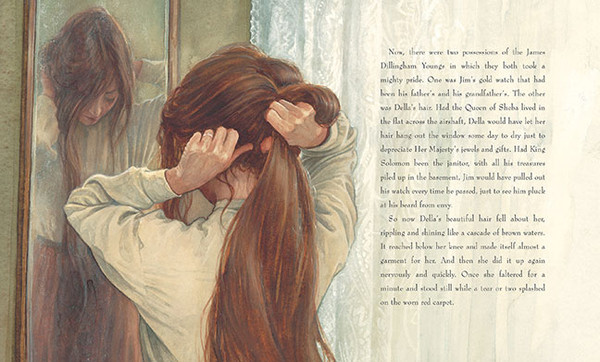 Now, there were two possessions of the James
Dillingham Youngs in which they both took a
mighty pride. One was Jim's gold watch that had
been his father's and his grandfather's. The other
was Della's hair. Had the Queen of Sheba lived in
the flat across the airshaft, Della would have let her
hair hang out the window some day to dry just to
depreciate Her Majesty's jewels and gifts. Had King
Solomon been the janitor, with all his treasures
piled up in the basement, Jim would have pulled out
his watch every time he passed, just to see him pluck
at his beard from envy.
So now Della's beautiful hair fell about her,
rippling and shining like a cascade of brown waters.
It reached below her knee and made itself almost a
garment for her. And then she did it up again
nervously and quickly. Once she faltered for a
minute and stood still while a tear or two splashed
on the worn red carpet.